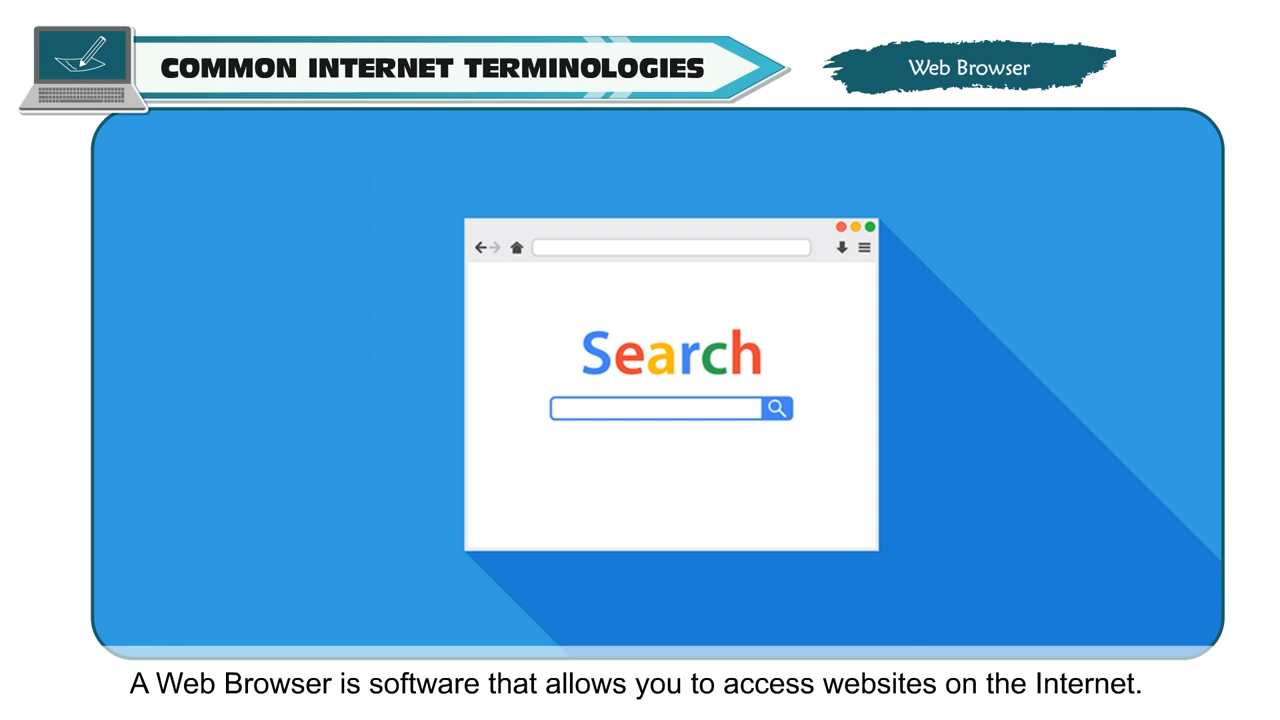 COMMON INTERNET TERMINOLOGIES
Web Browser
Search
A Web Browser is software that allows you to access websites on the Internet.